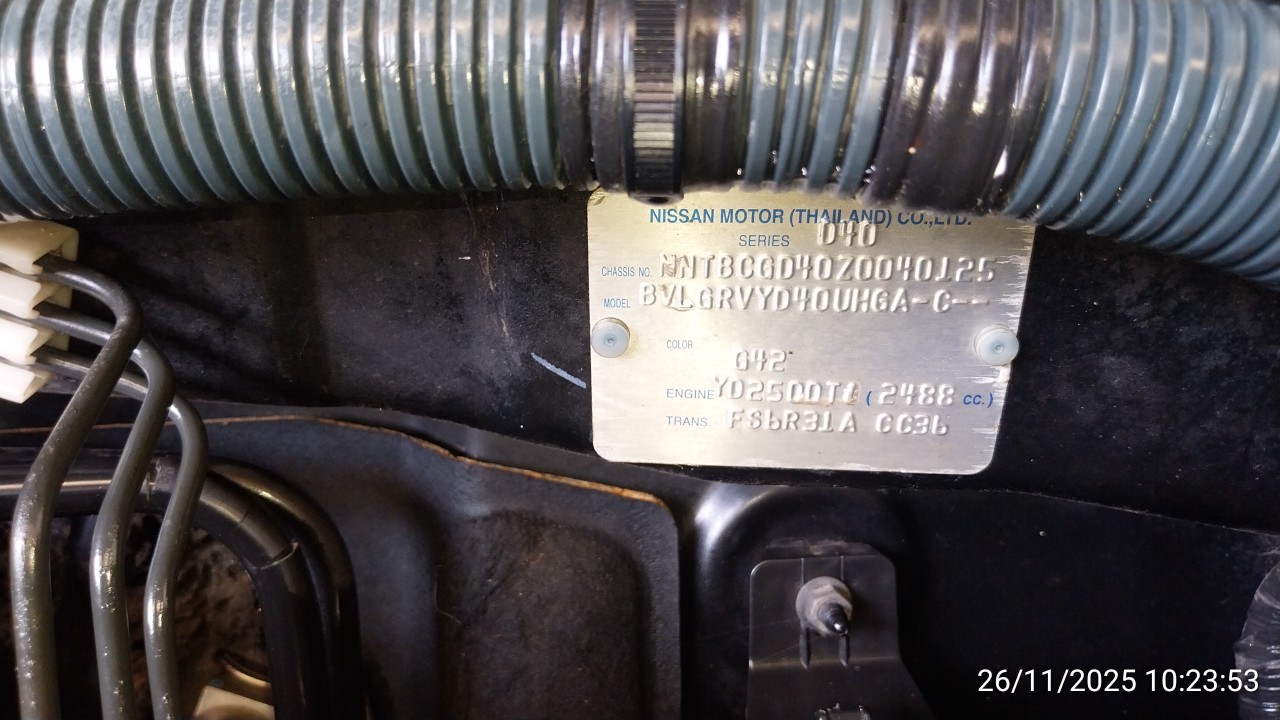 NISSAN MOTOR (THAILAND) CO.,LTD.
SERIES D40
CHASSIS NO. MNTBCGD40Z0040125
MODEL BVLGRVYD40UHGA-C--
COLOR
G42
ENGINE YD25DDTI ( 2488 cc.)
TRANS. FS6R31A CC36
26/11/2025 10:23:53